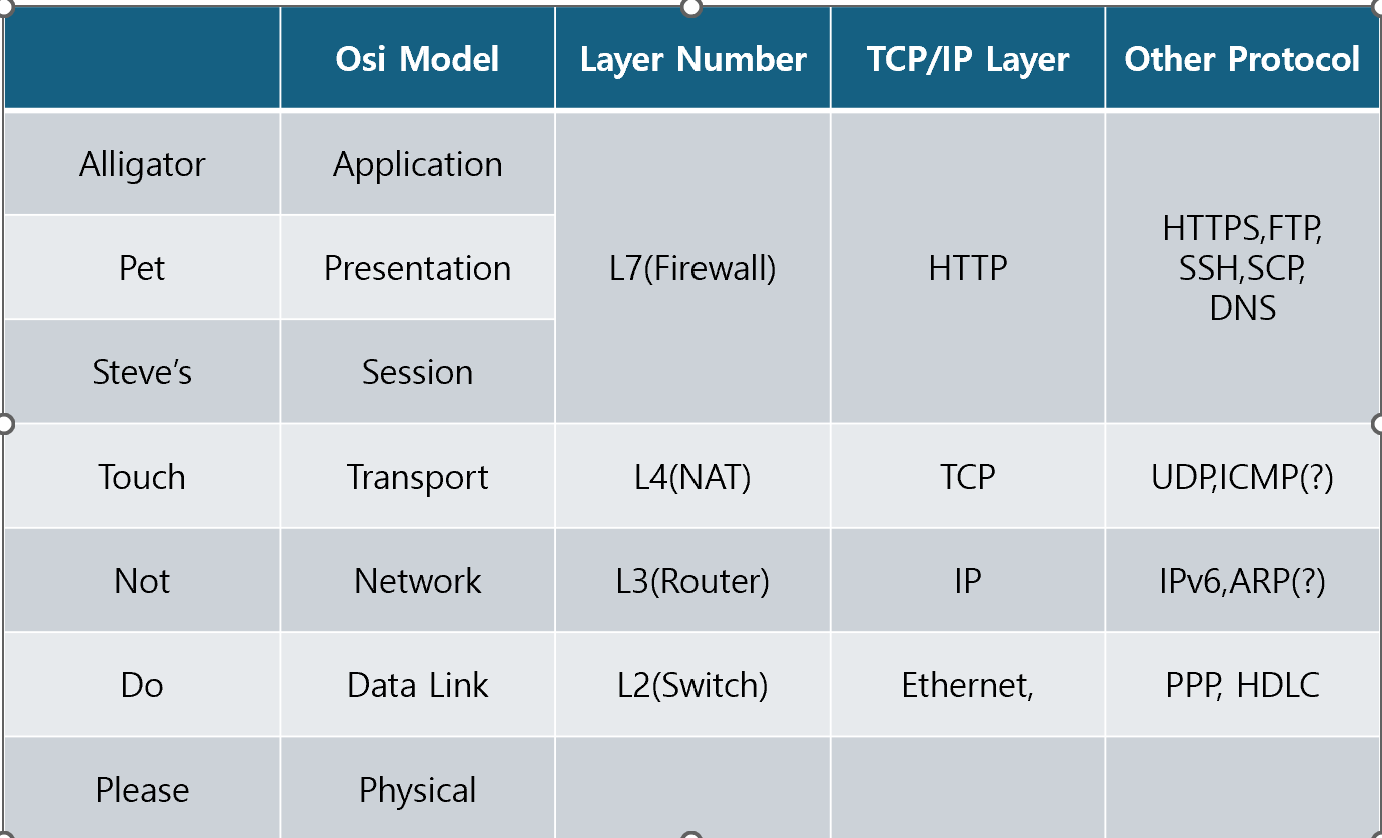 Osi Model Layer Number TCP/IP Layer Other Protocol
Alligator Application
Pet Presentation L7(Firewall) HTTP HTTPS,FTP,
SSH,SCP,
DNS
Steve’s Session
Touch Transport L4(NAT) TCP UDP,ICMP(?)
Not Network L3(Router) IP IPv6,ARP(?)
Do Data Link L2(Switch) Ethernet, PPP, HDLC
Please Physical